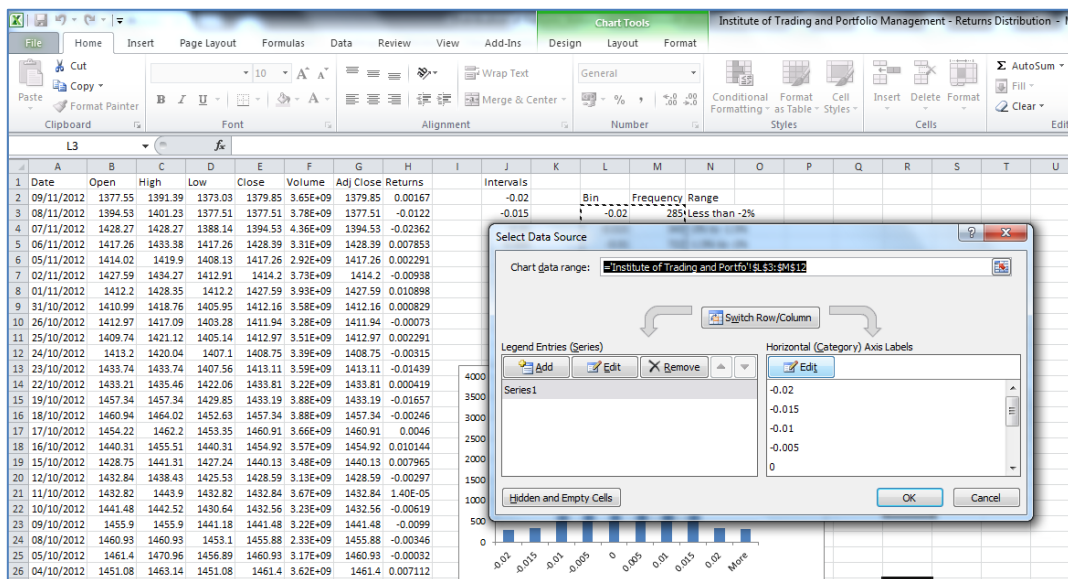 Chart Tools
Institute of Trading and Portfolio Management - Returns Distribution -
File Home Insert Page Layout Formulas Data Review View Add-Ins Design Layout Format
Cut
Copy
Format Painter
Paste
10
B I U
Wrap Text
Merge & Center
General
Conditional Formatting
Format as Table
Cell Styles
Insert Delete Format
Σ AutoSum
Fill
Clear
Clipboard Font Alignment Number Styles Cells Edit
L3 fx
A B C D E F G H I J K L M N O P Q R S T U
1 Date Open High Low Close Volume Adj Close Returns Intervals
2 09/11/2012 1377.55 1391.39 1373.03 1379.85 3.65E+09 1379.85 0.00167 -0.02 Bin Frequency Range
3 08/11/2012 1394.53 1401.23 1377.51 1377.51 3.78E+09 1377.51 -0.0122 -0.015 -0.02 285 Less than -2%
4 07/11/2012 1428.27 1428.27 1388.14 1394.53 4.36E+09 1394.53 -0.02362
5 06/11/2012 1417.26 1433.38 1417.26 1428.39 3.31E+09 1428.39 0.007853
6 05/11/2012 1414.02 1419.9 1408.13 1417.26 2.92E+09 1417.26 0.002291
7 02/11/2012 1427.59 1434.27 1412.91 1414.2 3.73E+09 1414.2 -0.00938
8 01/11/2012 1412.2 1428.35 1412.2 1427.59 3.93E+09 1427.59 0.010898
9 31/10/2012 1410.99 1418.76 1405.95 1412.16 3.58E+09 1412.16 0.000829
10 26/10/2012 1412.97 1417.09 1403.28 1411.94 3.28E+09 1411.94 -0.00073
11 25/10/2012 1409.74 1421.12 1405.14 1412.97 3.51E+09 1412.97 0.002291
12 24/10/2012 1413.2 1420.04 1407.1 1408.75 3.39E+09 1408.75 -0.00315
13 23/10/2012 1433.74 1433.74 1407.56 1413.11 3.59E+09 1413.11 -0.01439
14 22/10/2012 1433.21 1435.46 1422.06 1433.81 3.22E+09 1433.81 0.000419
15 19/10/2012 1457.34 1457.34 1429.85 1433.19 3.88E+09 1433.19 -0.01657
16 18/10/2012 1460.94 1464.02 1452.63 1457.34 3.88E+09 1457.34 -0.00246
17 17/10/2012 1454.22 1462.2 1453.35 1460.91 3.66E+09 1460.91 0.0046
18 16/10/2012 1440.31 1455.51 1440.31 1454.92 3.57E+09 1454.92 0.010144
19 15/10/2012 1428.75 1441.31 1427.24 1440.13 3.48E+09 1440.13 0.007965
20 12/10/2012 1432.84 1438.43 1425.53 1428.59 3.13E+09 1428.59 -0.00297
21 11/10/2012 1432.82 1443.9 1432.82 1432.84 3.67E+09 1432.84 1.40E-05
22 10/10/2012 1441.48 1442.52 1430.64 1432.56 3.23E+09 1432.56 -0.00619
23 09/10/2012 1455.9 1455.9 1441.18 1441.48 3.22E+09 1441.48 -0.0099
24 08/10/2012 1460.93 1460.93 1453.1 1455.88 2.33E+09 1455.88 -0.00346
25 05/10/2012 1461.4 1470.96 1456.89 1460.93 3.17E+09 1460.93 -0.00032
26 04/10/2012 1451.08 1463.14 1451.08 1461.4 3.62E+09 1461.4 0.007112
Select Data Source
Chart data range: ='Institute of Trading and Portfo'!$L$3:$M$12
Switch Row/Column
Legend Entries (Series)
Add Edit Remove
Series1
Horizontal (Category) Axis Labels
Edit
-0.02
-0.015
-0.01
-0.005
0
Hidden and Empty Cells OK Cancel
4000
3500
3000
2500
2000
1500
1000
500
0
-0.02 -0.015 -0.01 -0.005 0 0.005 0.01 0.015 0.02 More